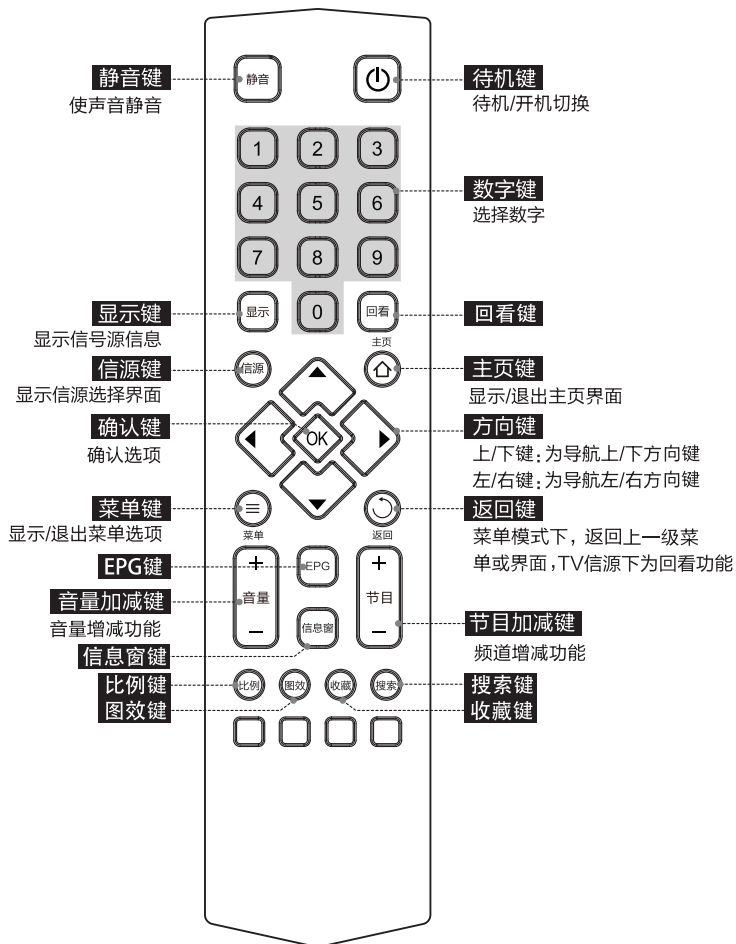 静音键
使声音静音
静音
待机键
待机/开机切换
1
2
3
4
5
6
数字键
选择数字
7
8
9
显示键
显示信号源信息
显示
0
回看
回看键
信源键
显示信源选择界面
信源
主页
主页键
显示/退出主页界面
确认键
确认选项
OK
方向键
上/下键:为导航上/下方向键
左/右键:为导航左/右方向键
菜单键
显示/退出菜单选项
菜单
返回
返回键
菜单模式下, 返回上一级菜
单或界面,TV信源下为回看功能
EPG键
EPG
音量加减键
音量增减功能
+
音量
−
信息窗
+
节目
−
节目加减键
频道增减功能
信息窗键
比例键
图效键
比例
图效
收藏
搜索
搜索键
收藏键